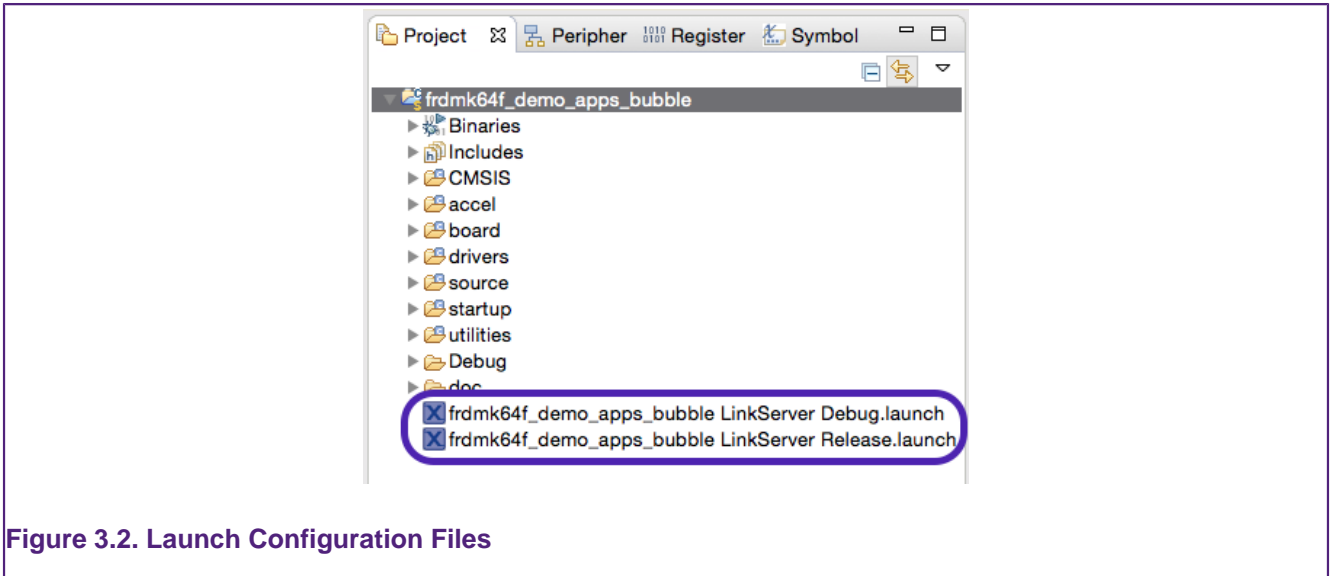 Project Peripher Register Symbol
frdmk64f_demo_apps_bubble
Binaries
Includes
CMSIS
accel
board
drivers
source
startup
utilities
Debug
doc
frdmk64f_demo_apps_bubble LinkServer Debug.launch
frdmk64f_demo_apps_bubble LinkServer Release.launch
Figure 3.2. Launch Configuration Files